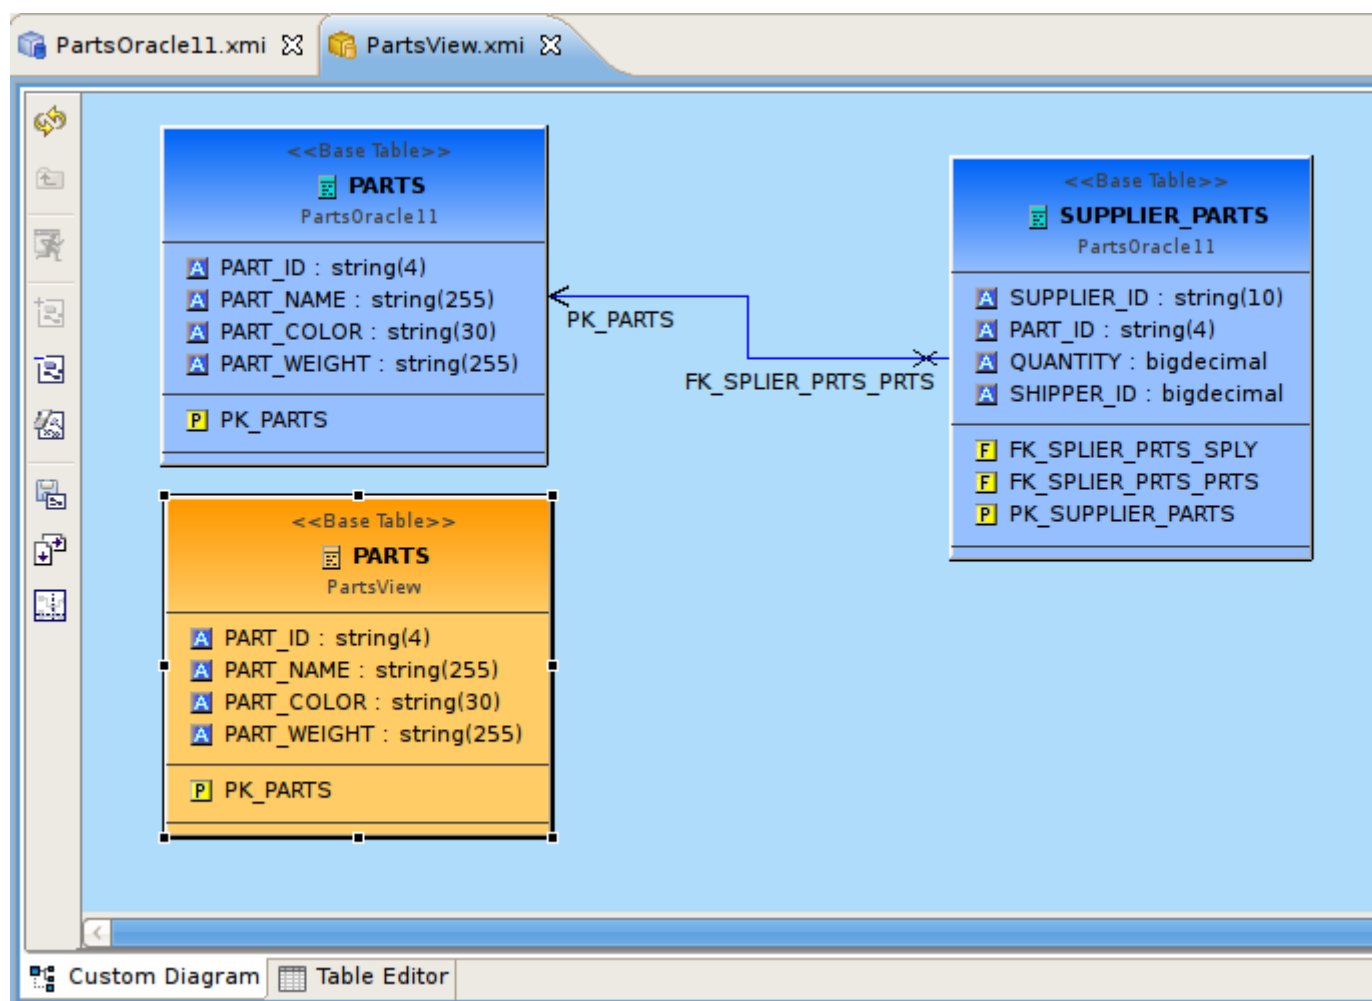 PartsOracle11.xmi
PartsView.xmi
<<Base Table>>
PARTS
PartsOracle11
PART_ID : string(4)
PART_NAME : string(255)
PART_COLOR : string(30)
PART_WEIGHT : string(255)
P PK_PARTS
PK_PARTS
FK_SPLIER_PRTS_PRTS
<<Base Table>>
SUPPLIER_PARTS
PartsOracle11
A SUPPLIER_ID : string(10)
A PART_ID : string(4)
A QUANTITY : bigdecimal
A SHIPPER_ID : bigdecimal
F FK_SPLIER_PRTS_SPLY
F FK_SPLIER_PRTS_PRTS
P PK_SUPPLIER_PARTS
<<Base Table>>
PARTS
PartsView
A PART_ID : string(4)
A PART_NAME : string(255)
A PART_COLOR : string(30)
A PART_WEIGHT : string(255)
P PK_PARTS
Custom Diagram
Table Editor